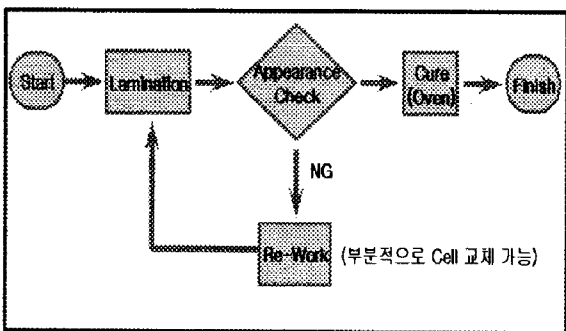 Start
Lamination
Appearance
Check
Cure
(Oven)
Finish
NG
Re-Work
(부분적으로 Cell 교체 가능)